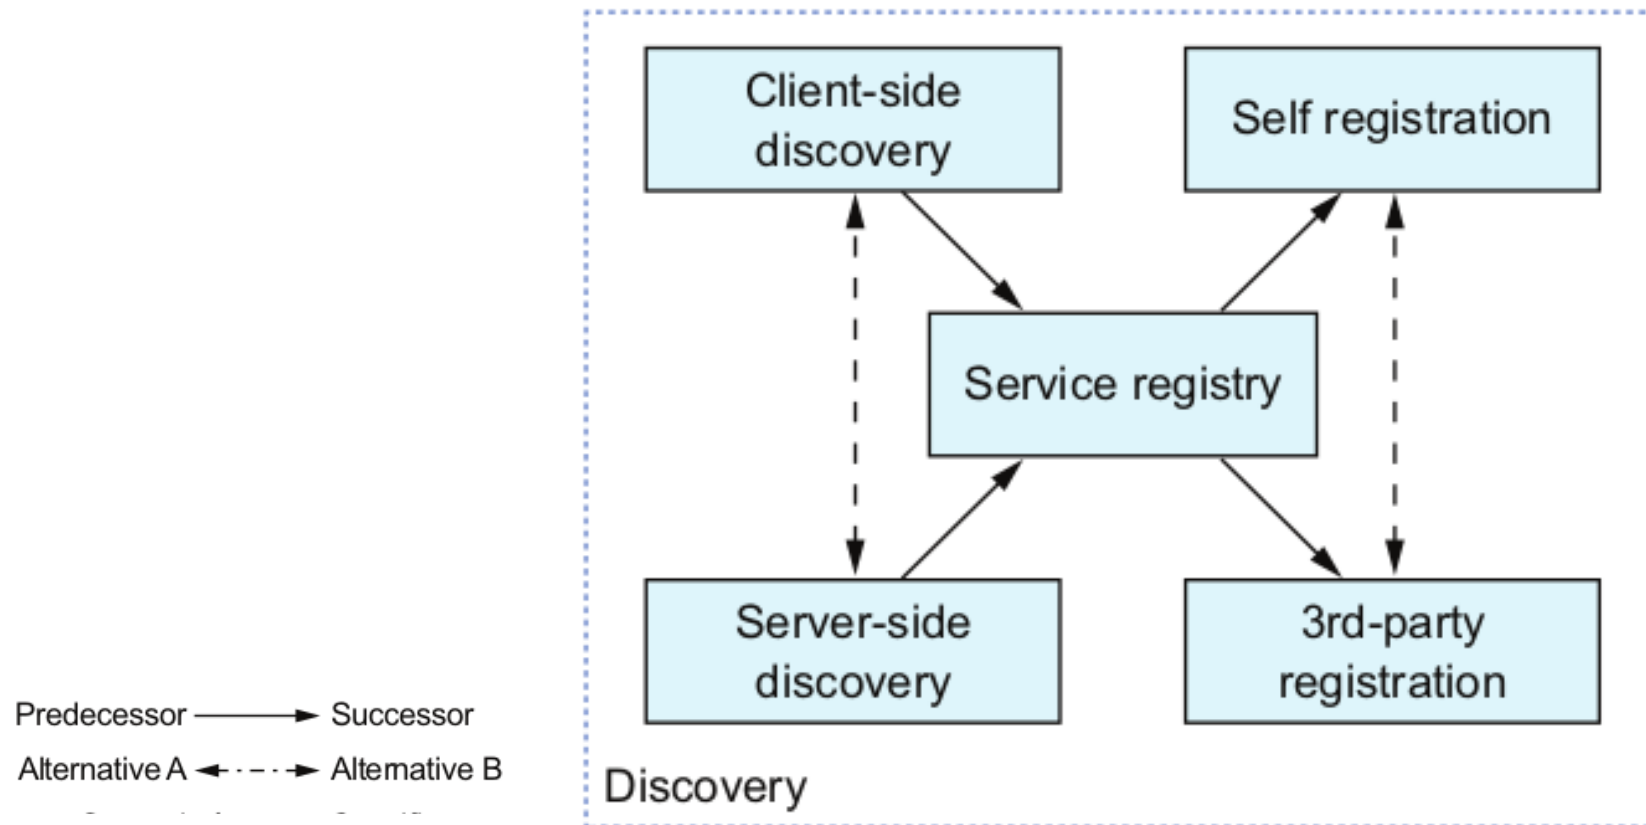 Client-side
discovery
Self registration
Service registry
Server-side
discovery
3rd-party
registration
Predecessor Successor
Alternative A Alternative B
Discovery